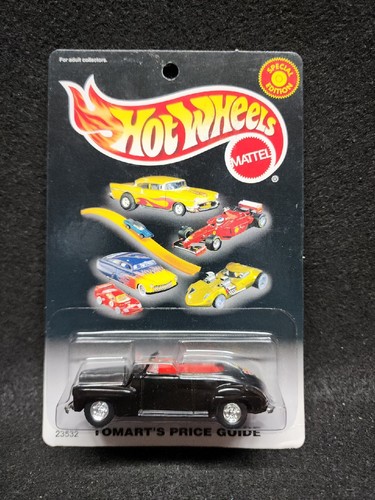 For adult collectors.
SPECIAL
EDITION
HOT WHEELS
MATTEL
®
23532
TOMART'S PRICE GUIDE